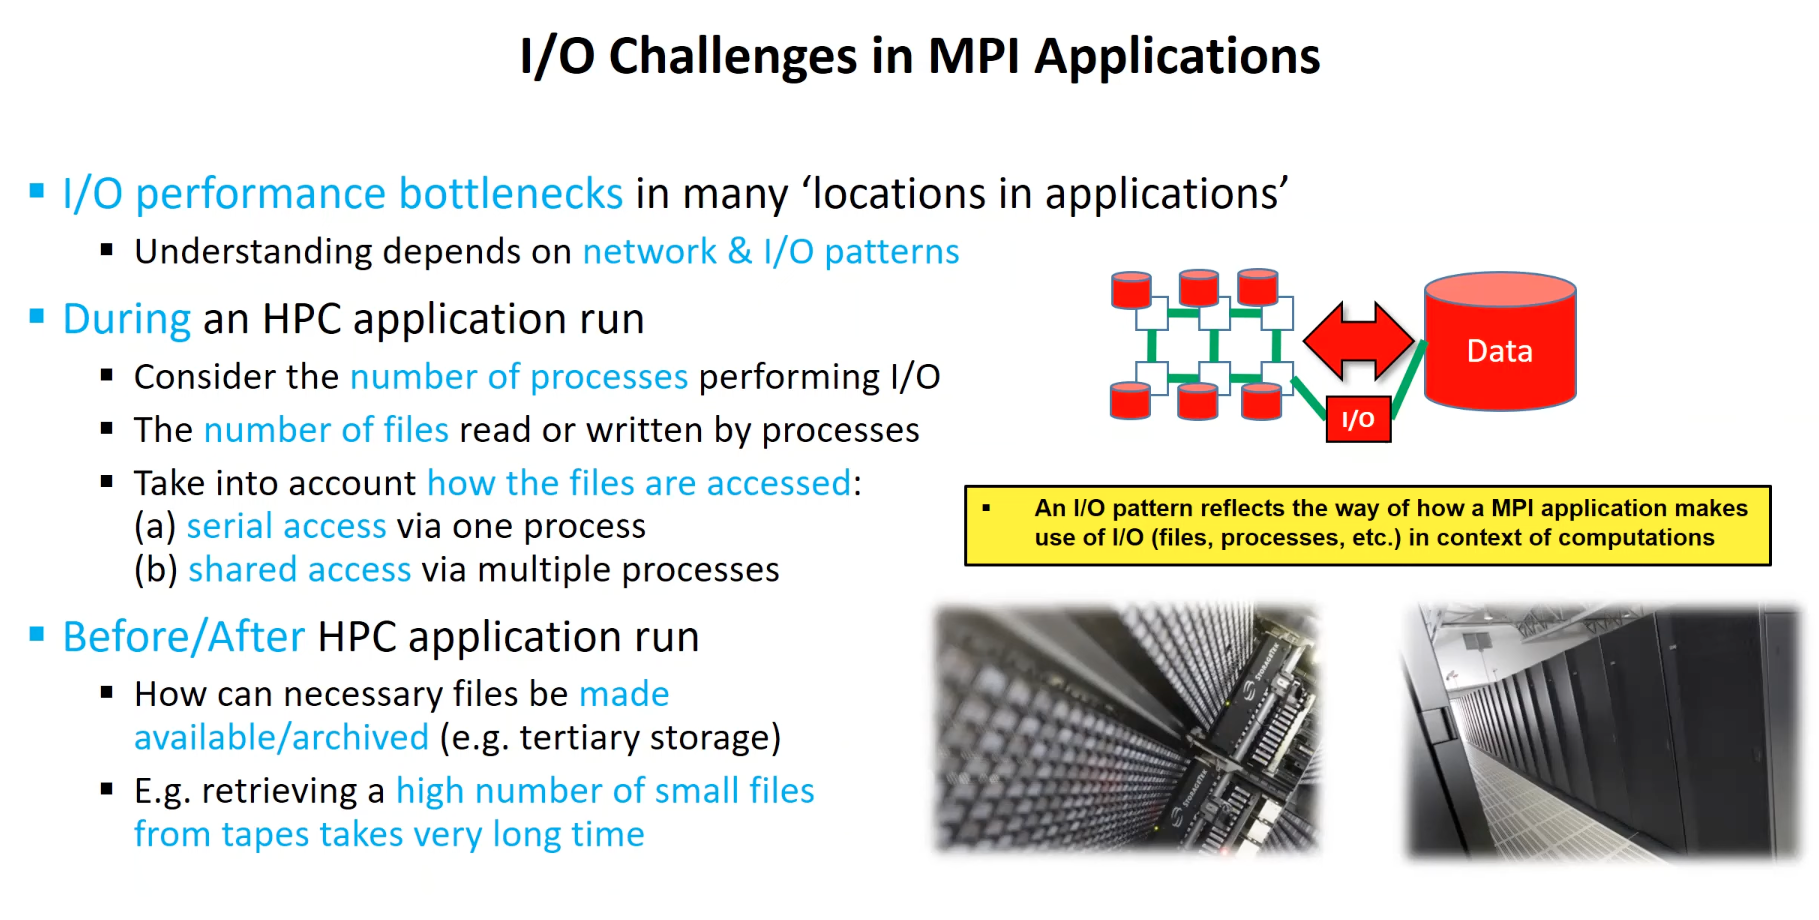 I/O Challenges in MPI Applications
▪ I/O performance bottlenecks in many ‘locations in applications’
▪ Understanding depends on network & I/O patterns
▪ During an HPC application run
▪ Consider the number of processes performing I/O
▪ The number of files read or written by processes
▪ Take into account how the files are accessed:
(a) serial access via one process
(b) shared access via multiple processes
▪ Before/After HPC application run
▪ How can necessary files be made
available/archived (e.g. tertiary storage)
▪ E.g. retrieving a high number of small files
from tapes takes very long time
Data
I/O
▪ An I/O pattern reflects the way of how a MPI application makes
use of I/O (files, processes, etc.) in context of computations
STORAGETEK
STORAGETEK